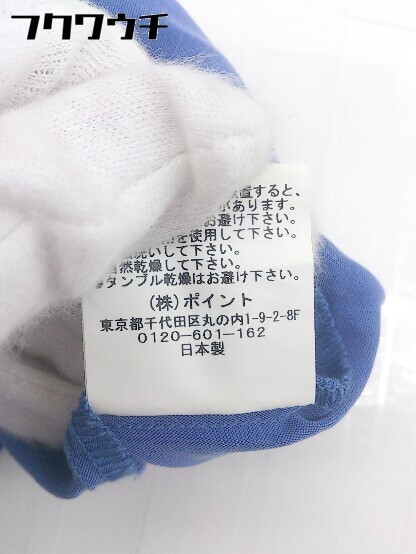 フクワウチ
置すると、
があります。
お避け下さい。
を使用して下さい。
洗いして下さい。
自然乾燥して下さい。
タンブル乾燥はお避け下さい。
(株)ポイント
東京都千代田区丸の内1-9-2-8F
0120-601-162
日本製